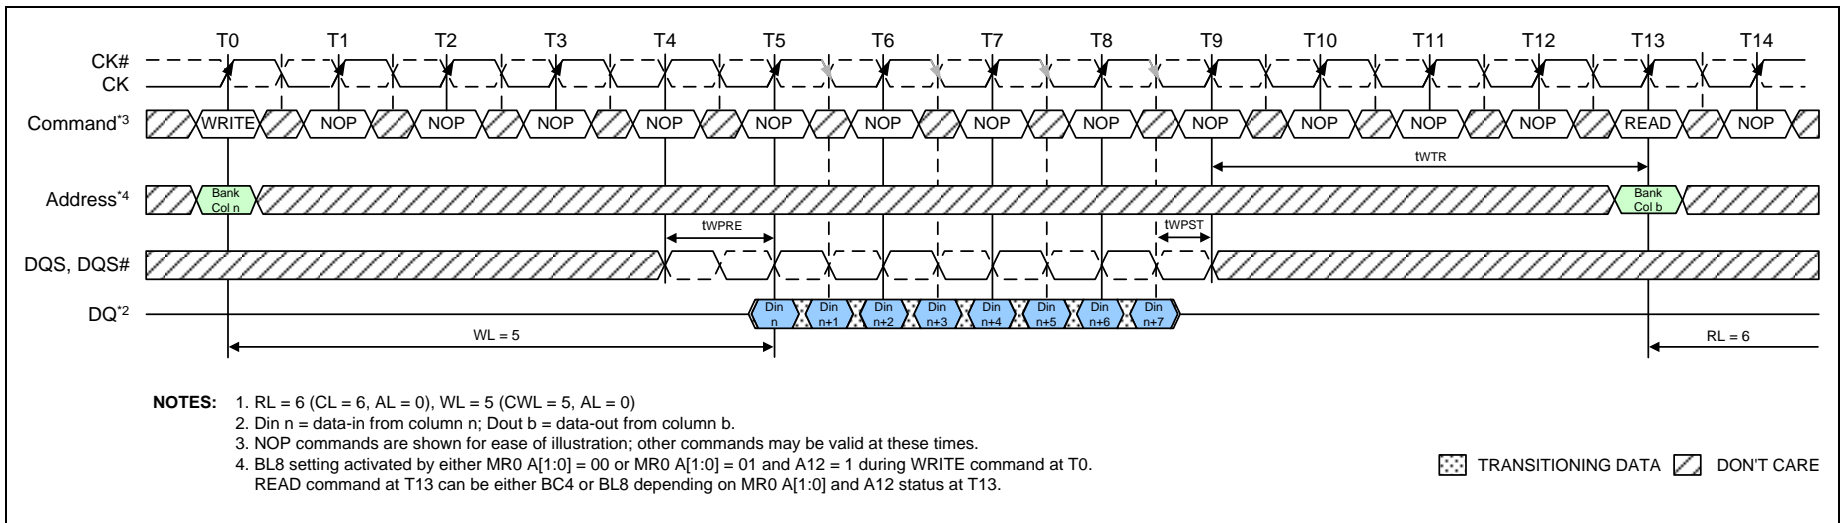 T0 T1 T2 T3 T4 T5 T6 T7 T8 T9 T10 T11 T12 T13 T14
CK#
CK
Command*3 WRITE NOP NOP NOP NOP NOP NOP NOP NOP NOP NOP NOP NOP READ NOP
tWTR
Address*4 Bank Col n Bank Col b
tWPRE tWPST
DQS, DQS#
DQ*2 Din n Din n+1 Din n+2 Din n+3 Din n+4 Din n+5 Din n+6 Din n+7
WL = 5 RL = 6
NOTES: 1. RL = 6 (CL = 6, AL = 0), WL = 5 (CWL = 5, AL = 0)
2. Din n = data-in from column n; Dout b = data-out from column b.
3. NOP commands are shown for ease of illustration; other commands may be valid at these times.
4. BL8 setting activated by either MR0 A[1:0] = 00 or MR0 A[1:0] = 01 and A12 = 1 during WRITE command at T0.
READ command at T13 can be either BC4 or BL8 depending on MR0 A[1:0] and A12 status at T13.
TRANSITIONING DATA DON'T CARE